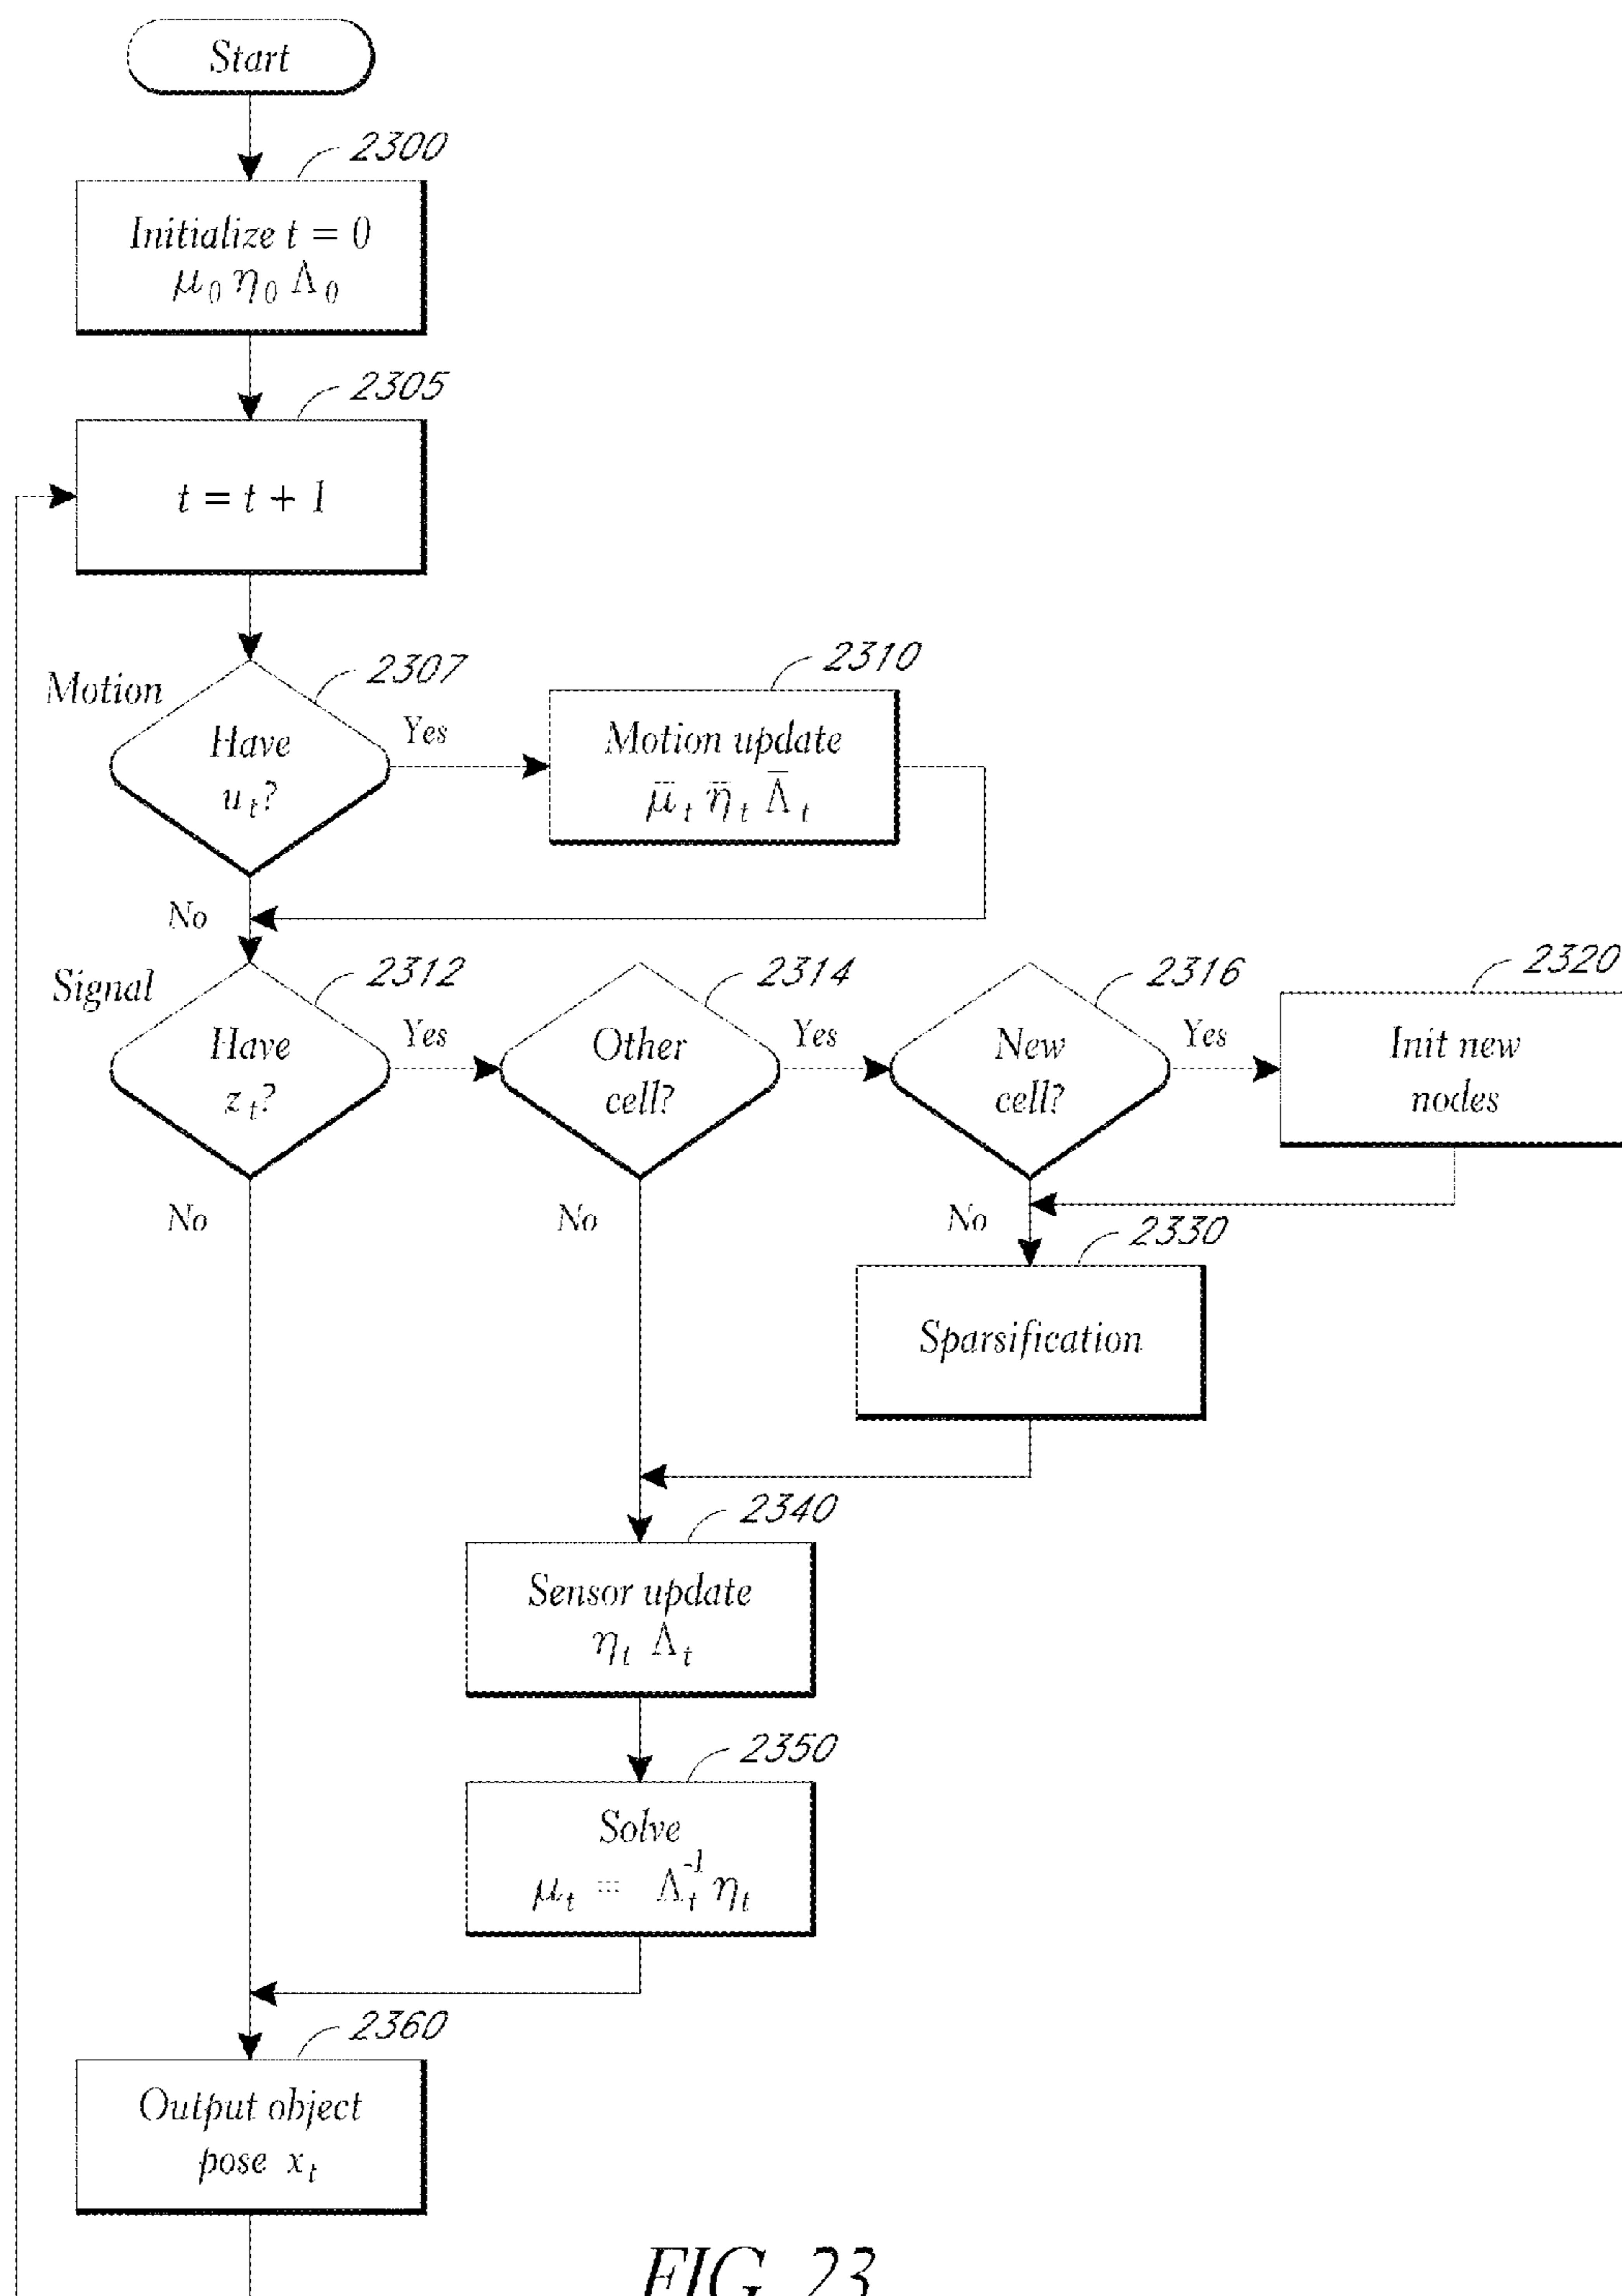 Start
2300
Initialize t = 0
μ₀ η₀ Λ₀
2305
t = t + 1
Motion
2307
Have
uₜ?
Yes
2310
Motion update
μ̅ₜ η̅ₜ Λ̅ₜ
No
Signal
2312
Have
zₜ?
Yes
2314
Other
cell?
Yes
2316
New
cell?
Yes
2320
Init new
nodes
No
No
No
2330
Sparsification
2340
Sensor update
ηₜ Λₜ
2350
Solve
μₜ = Λₜ⁻¹ ηₜ
2360
Output object
pose xₜ
FIG. 23